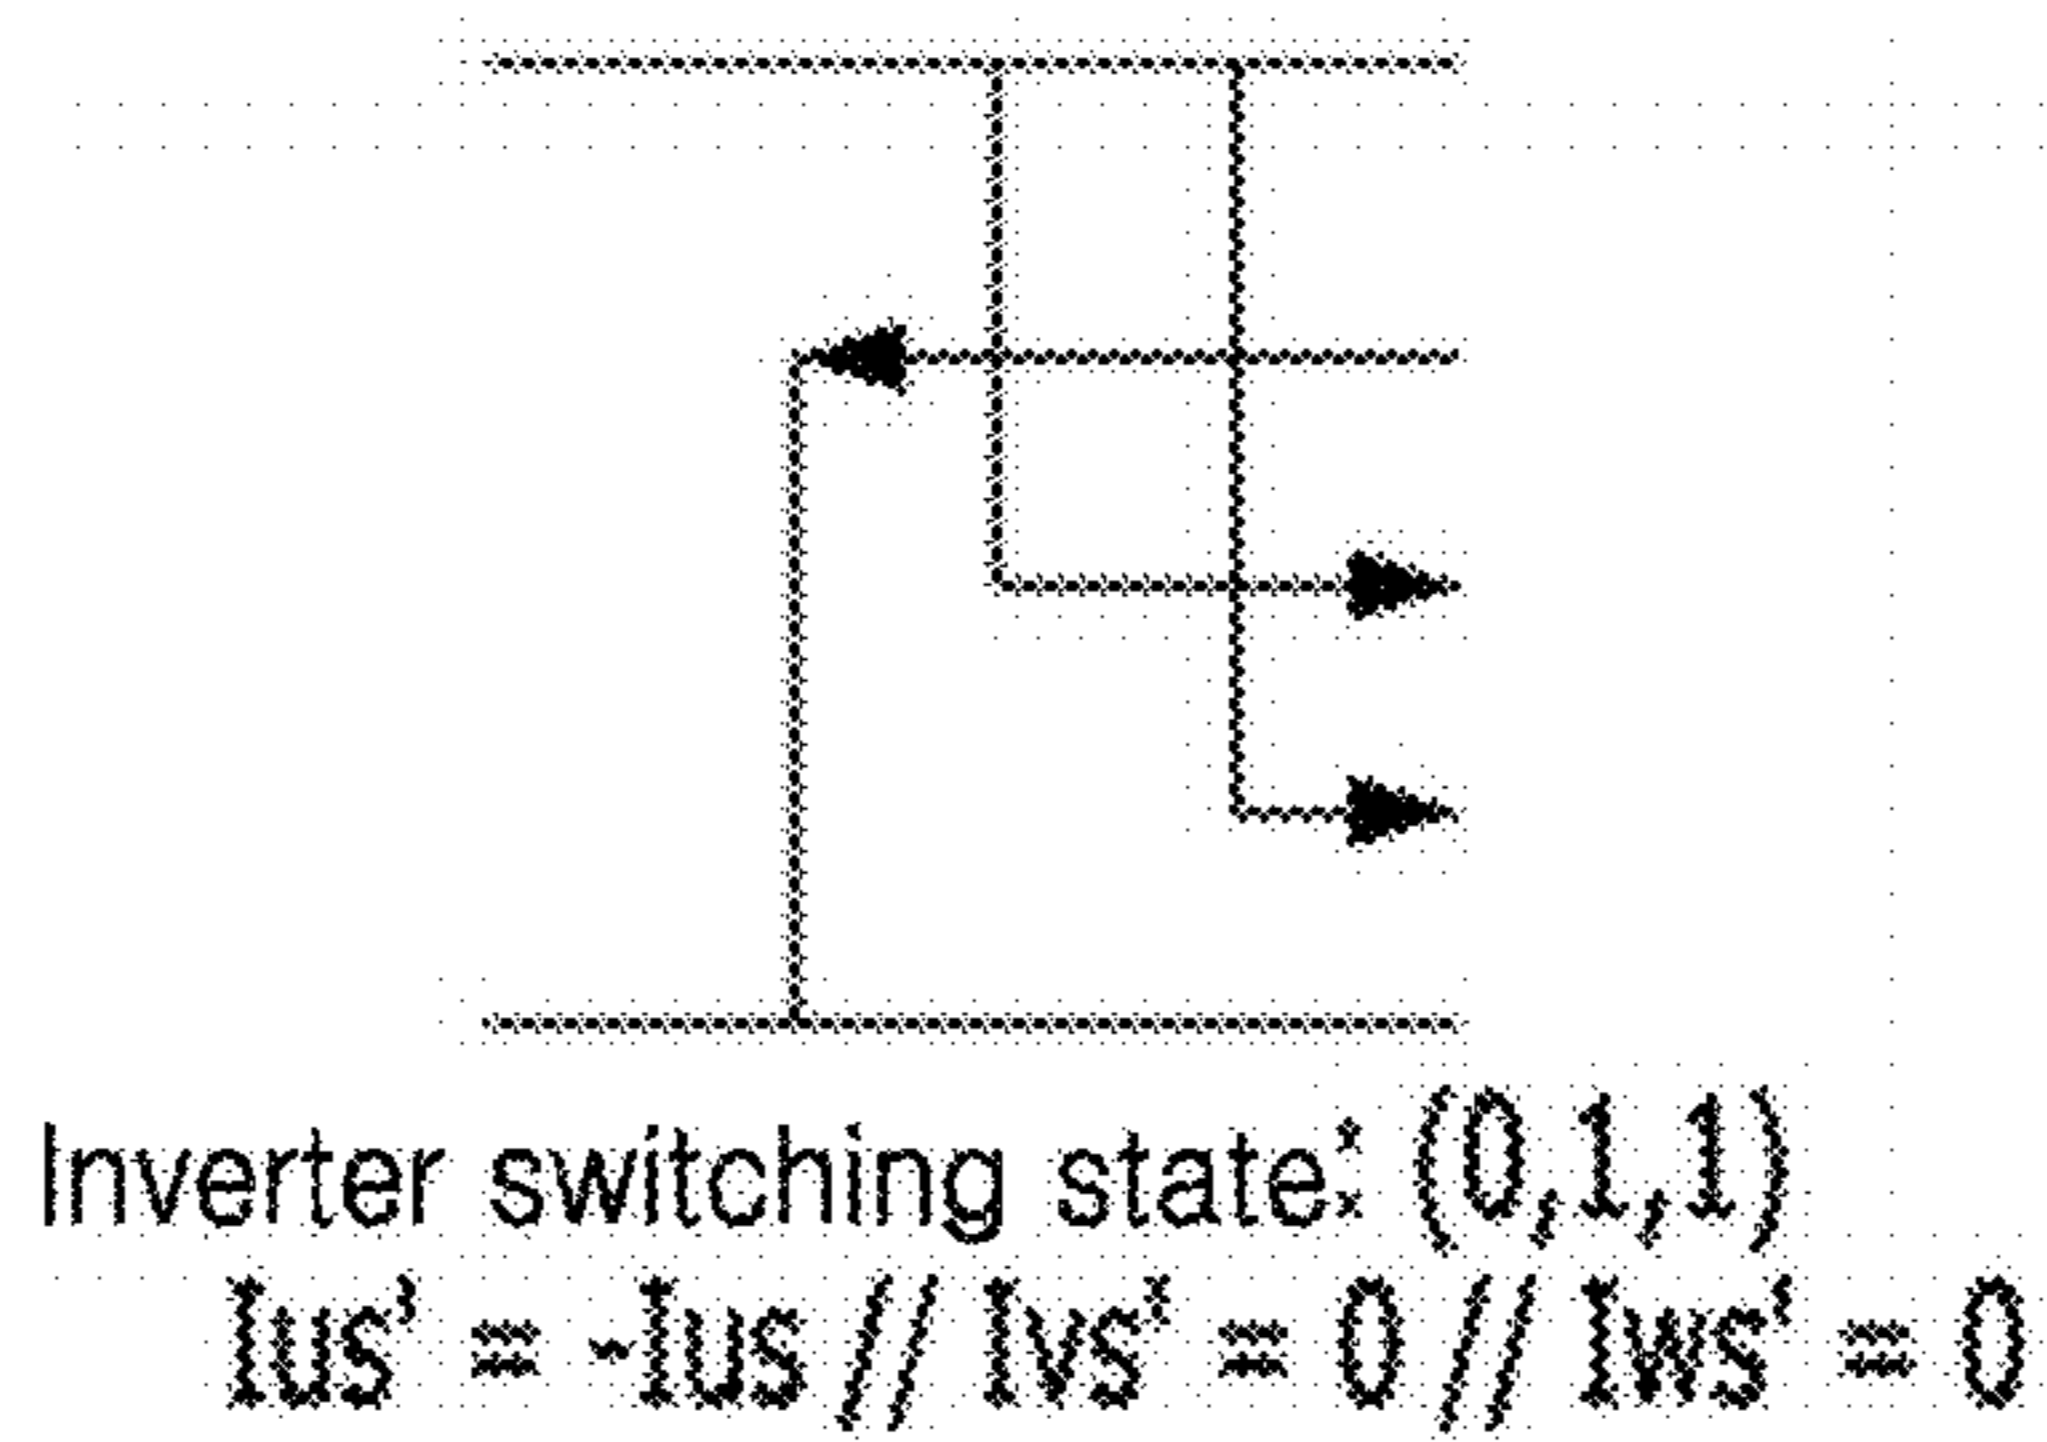 Inverter switching state: (0,1,1)
Ius' = -Ius // Ivs' = 0 // Iws' = 0